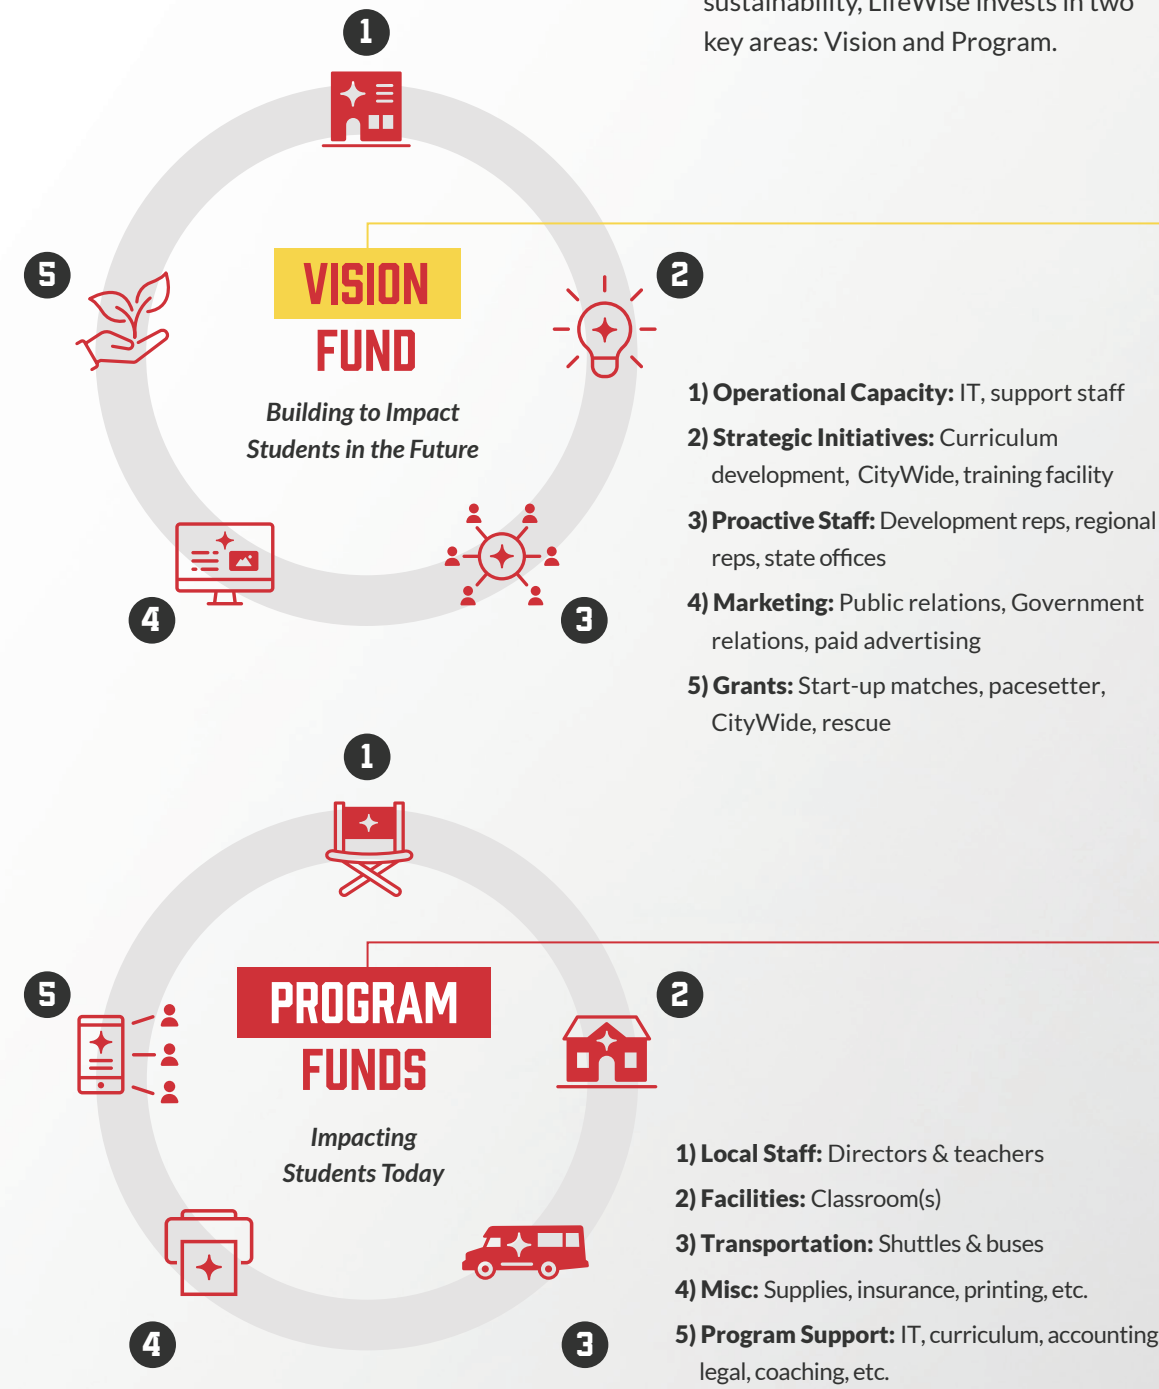 sustainability, LifeWise invests in two
key areas: Vision and Program.
1
5
2
VISION
FUND
Building to Impact
Students in the Future
4
3
1) Operational Capacity: IT, support staff
2) Strategic Initiatives: Curriculum
development, CityWide, training facility
3) Proactive Staff: Development reps, regional
reps, state offices
4) Marketing: Public relations, Government
relations, paid advertising
5) Grants: Start-up matches, pacesetter,
CityWide, rescue
1
5
2
PROGRAM
FUNDS
Impacting
Students Today
4
3
1) Local Staff: Directors & teachers
2) Facilities: Classroom(s)
3) Transportation: Shuttles & buses
4) Misc: Supplies, insurance, printing, etc.
5) Program Support: IT, curriculum, accounting
legal, coaching, etc.